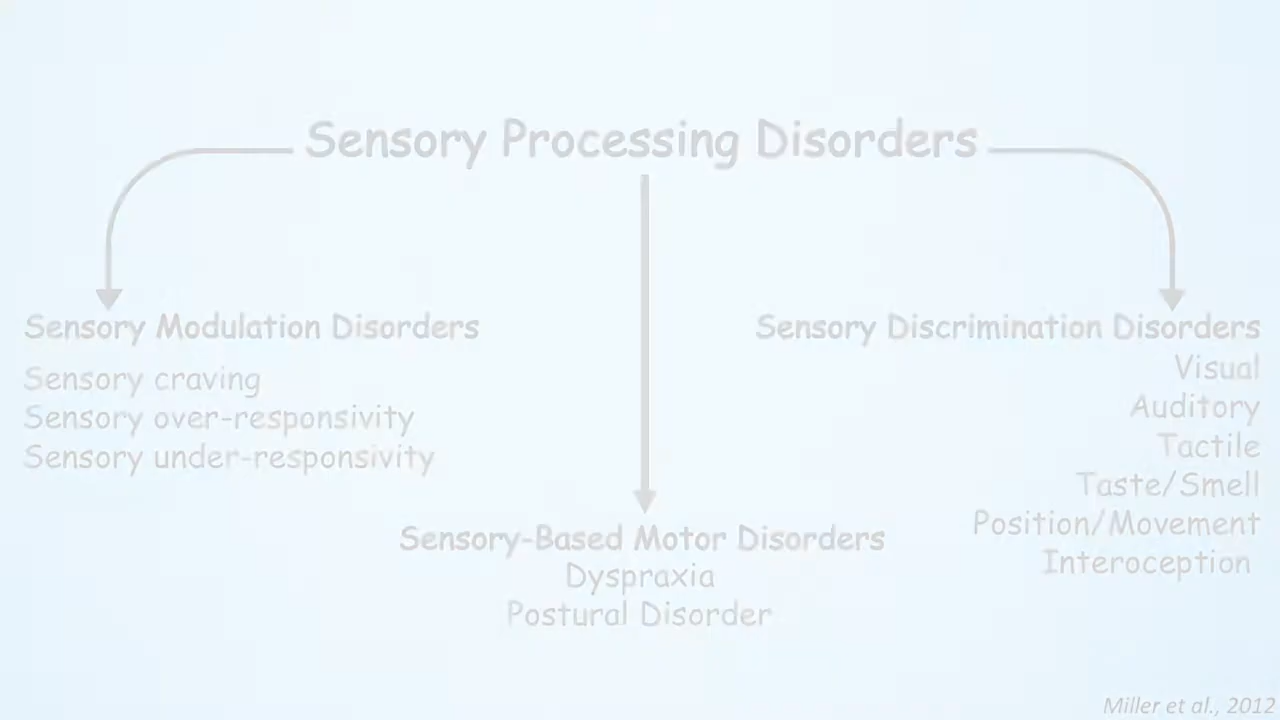 Sensory Processing Disorders
Sensory Modulation Disorders
Sensory craving
Sensory over-responsivity
Sensory under-responsivity
Sensory-Based Motor Disorders
Dyspraxia
Postural Disorder
Sensory Discrimination Disorders
Visual
Auditory
Tactile
Taste/Smell
Position/Movement
Interoception
Miller et al., 2012